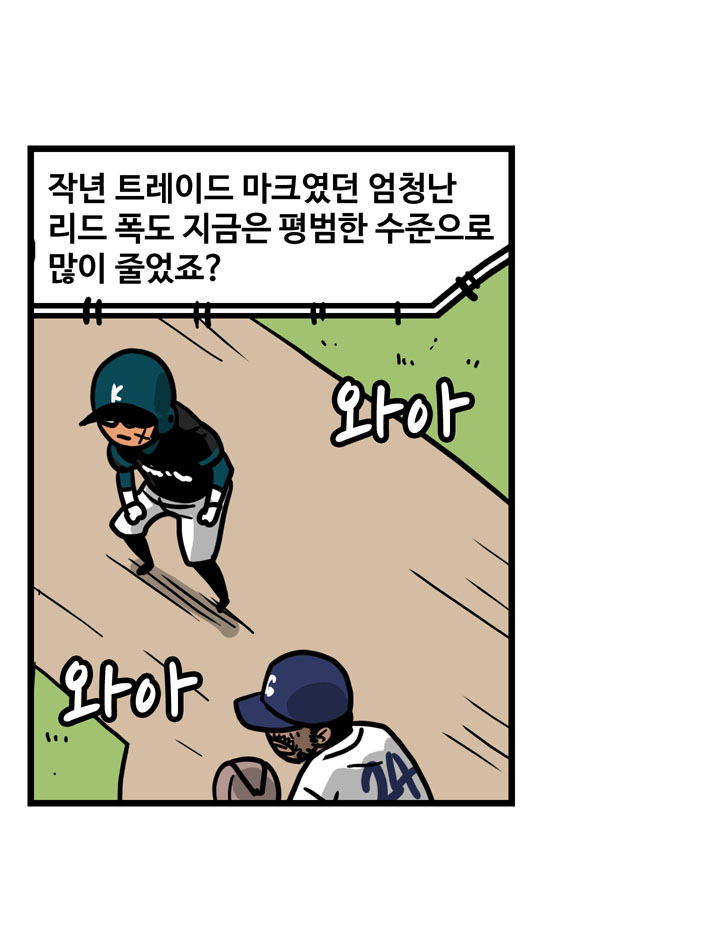 작년 트레이드 마크였던 엄청난
리드 폭도 지금은 평범한 수준으로
많이 줄었죠?
K
와아
와아
24